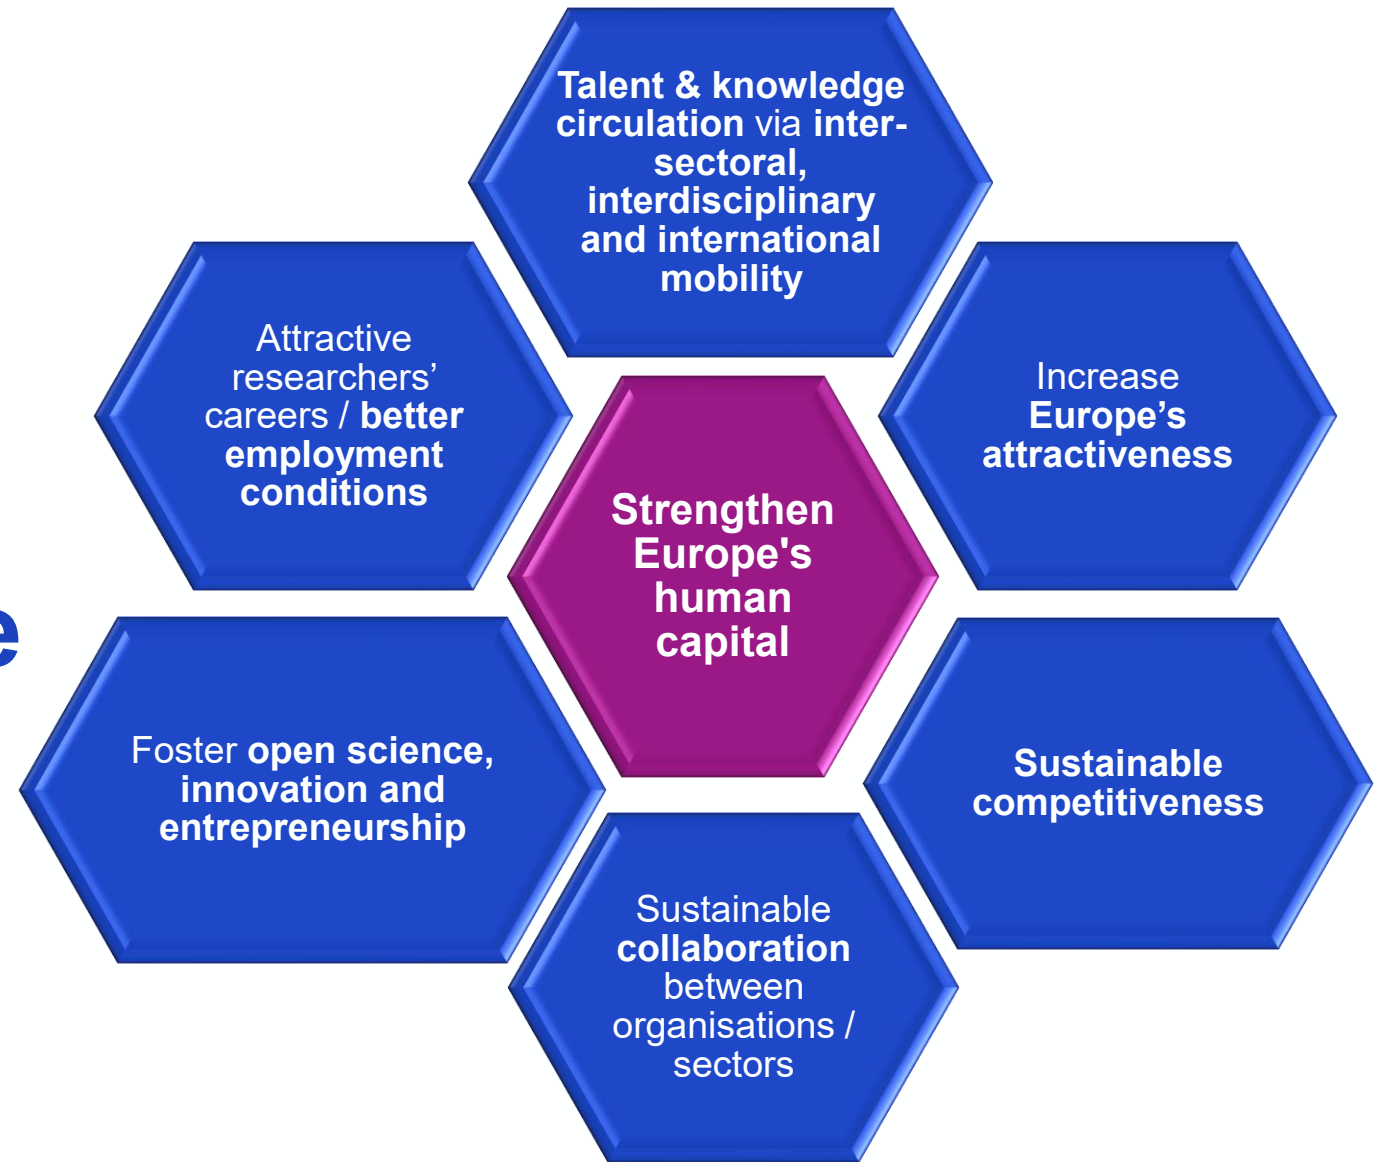 Talent & knowledge
circulation via inter-
sectoral,
interdisciplinary
and international
mobility
Attractive
researchers’
careers / better
employment
conditions
Increase
Europe’s
attractiveness
Strengthen
Europe's
human
capital
Foster open science,
innovation and
entrepreneurship
Sustainable
competitiveness
Sustainable
collaboration
between
organisations /
sectors